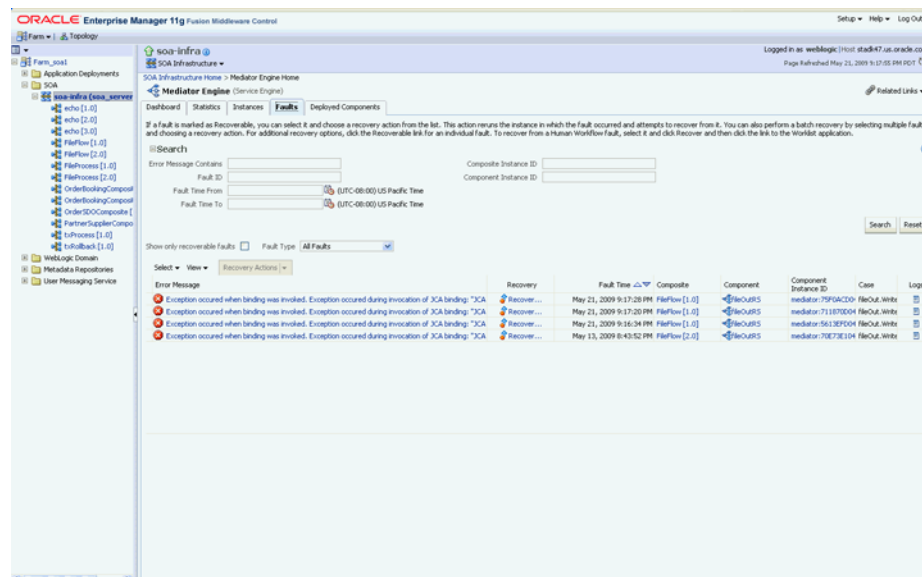 ORACLE Enterprise Manager 11g Fusion Middleware Control
Setup Help Log Out
Farm Topology
Farm_soa1
Application Deployments
SOA
soa-infra (soa_server
echo [1.0]
echo [2.0]
echo [3.0]
FileFlow [1.0]
FileFlow [2.0]
FileProcess [1.0]
FileProcess [2.0]
OrderBookingComposi
OrderBookingComposi
OrderSDOComposite [
PartnerSupplierCompo
txProcess [1.0]
txRollback [1.0]
WebLogic Domain
Metadata Repositories
User Messaging Service
soa-infra
Logged in as weblogic|Host stadk47.us.oracle.co
SOA Infrastructure
Page Refreshed May 21, 2009 9:17:55 PM PDT
SOA Infrastructure Home > Mediator Engine Home
Mediator Engine (Service Engine)
Related Links
Dashboard Statistics Instances Faults Deployed Components
If a fault is marked as Recoverable, you can select it and choose a recovery action from the list. This action reruns the instance in which the fault occurred and attempts to recover from it. You can also perform a batch recovery by selecting multiple fault
and choosing a recovery action. For additional recovery options, click the Recoverable link for an individual fault. To recover from a Human Workflow fault, select it and click Recover and then click the link to the Worklist application.
Search
Error Message Contains Composite Instance ID
Fault ID Component Instance ID
Fault Time From (UTC-08:00) US Pacific Time
Fault Time To (UTC-08:00) US Pacific Time
Search Reset
Show only recoverable faults Fault Type All Faults
Select View Recovery Actions
Error Message Recovery Fault Time Composite Component Component Instance ID Case Logs
Exception occured when binding was invoked. Exception occured during invocation of JCA binding: "JCA Recover... May 21, 2009 9:17:28 PM FileFlow [1.0] fileOutRS fileOut.Write
Exception occured when binding was invoked. Exception occured during invocation of JCA binding: "JCA Recover... May 21, 2009 9:17:20 PM FileFlow [1.0] fileOutRS mediator:711870D04 fileOut.Write
Exception occured when binding was invoked. Exception occured during invocation of JCA binding: "JCA Recover... May 21, 2009 9:16:34 PM FileFlow [1.0] fileOutRS mediator:5613EFD04 fileOut.Write
Exception occured when binding was invoked. Exception occured during invocation of JCA binding: "JCA Recover... May 13, 2009 8:43:52 PM FileFlow [2.0] fileOutRS mediator:70E73E104 fileOut.Write